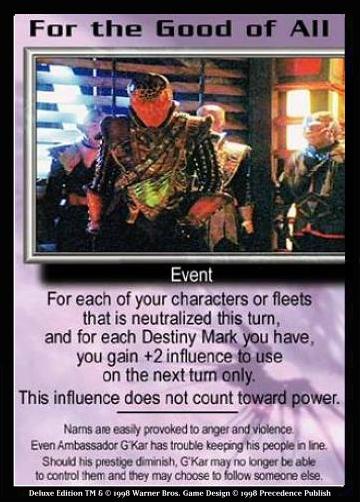 For the Good of All
Event
For each of your characters or fleets
that is neutralized this turn,
and for each Destiny Mark you have,
you gain +2 influence to use
on the next turn only.
This influence does not count toward power.
Narns are easily provoked to anger and violence.
Even Ambassador G'Kar has trouble keeping his people in line.
Should his prestige diminish, G'Kar may no longer be able
to control them and they may choose to follow someone else.
Deluxe Edition TM & © 1998 Warner Bros. Game Design © 1998 Precedence Publish